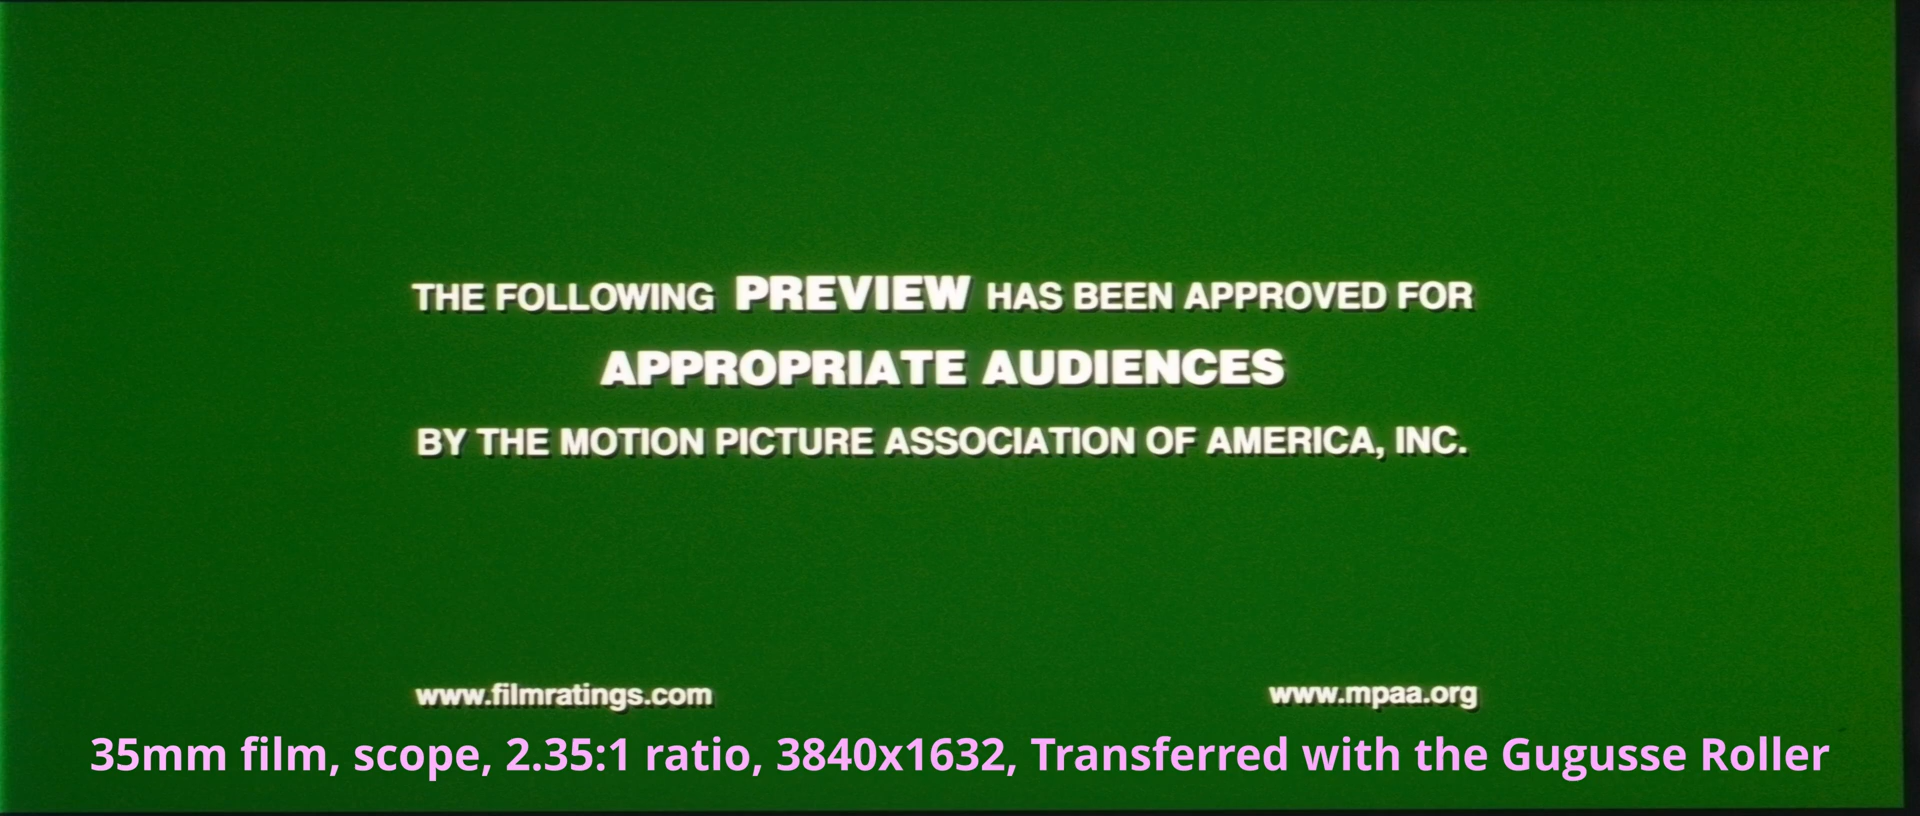 THE FOLLOWING PREVIEW HAS BEEN APPROVED FOR
APPROPRIATE AUDIENCES
BY THE MOTION PICTURE ASSOCIATION OF AMERICA, INC.
www.filmratings.com www.mpaa.org
35mm film, scope, 2.35:1 ratio, 3840x1632, Transferred with the Gugusse Roller